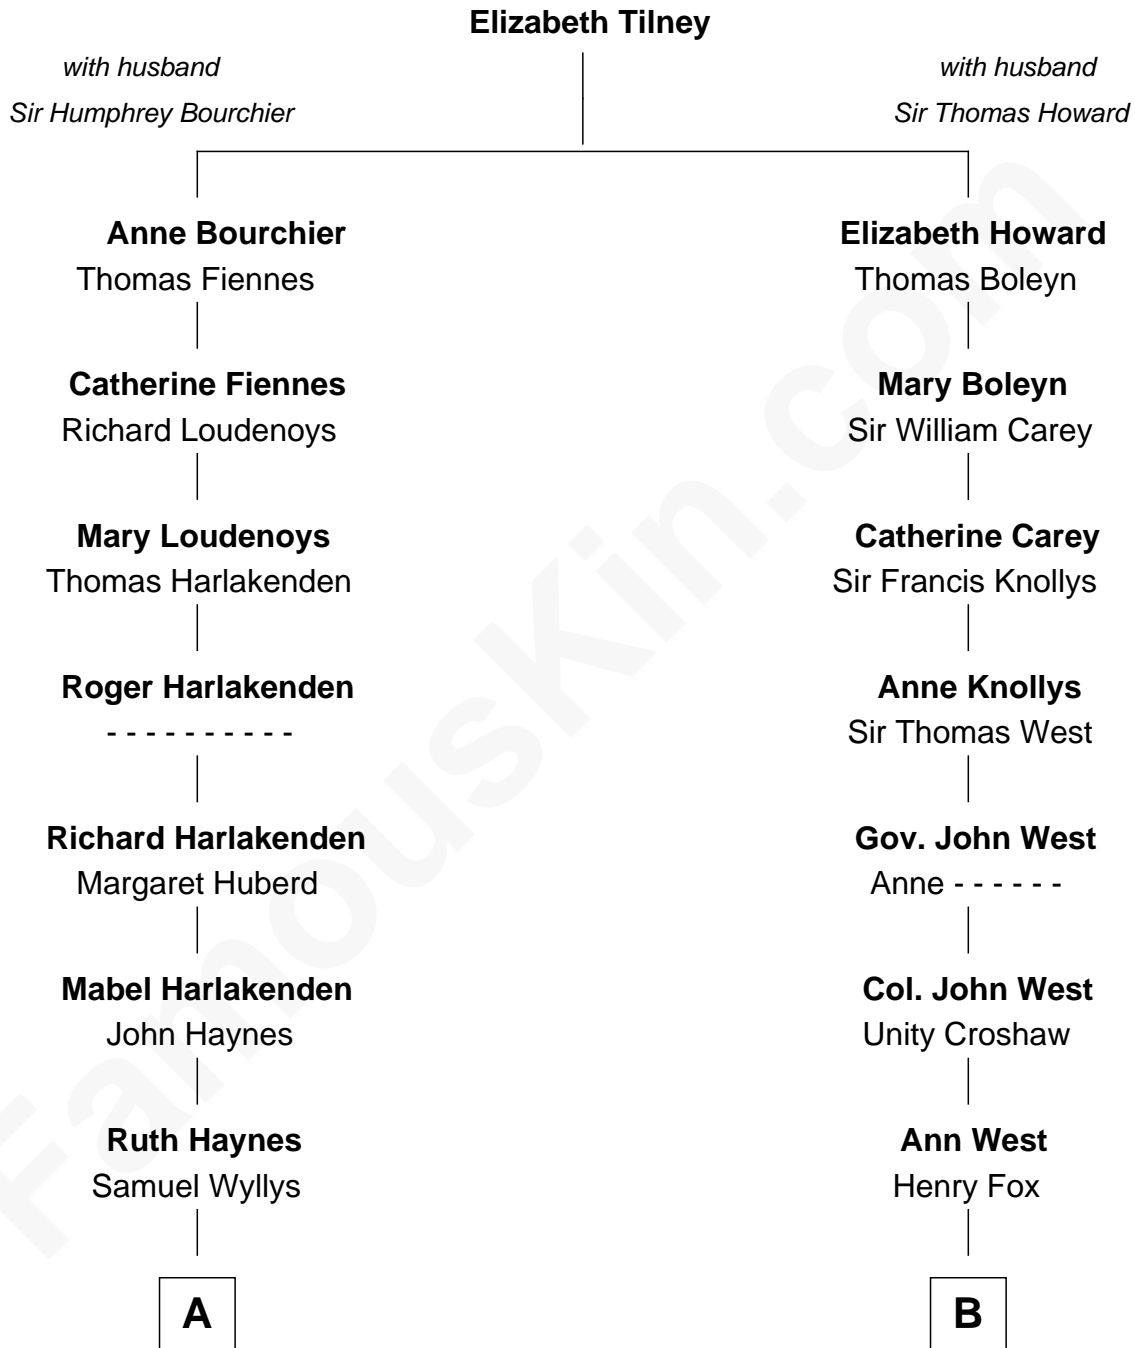 Elizabeth Tilney
with husband
Sir Humphrey Bourchier
with husband
Sir Thomas Howard
Anne Bourchier
Thomas Fiennes
Elizabeth Howard
Thomas Boleyn
Catherine Fiennes
Richard Loudenoys
Mary Boleyn
Sir William Carey
Mary Loudenoys
Thomas Harlakenden
Catherine Carey
Sir Francis Knollys
Roger Harlakenden
- - - - - - - - - -
Anne Knollys
Sir Thomas West
Richard Harlakenden
Margaret Huberd
Gov. John West
Anne - - - - - -
Mabel Harlakenden
John Haynes
Col. John West
Unity Croshaw
Ruth Haynes
Samuel Wyllys
Ann West
Henry Fox
A
B
FamousKin.com